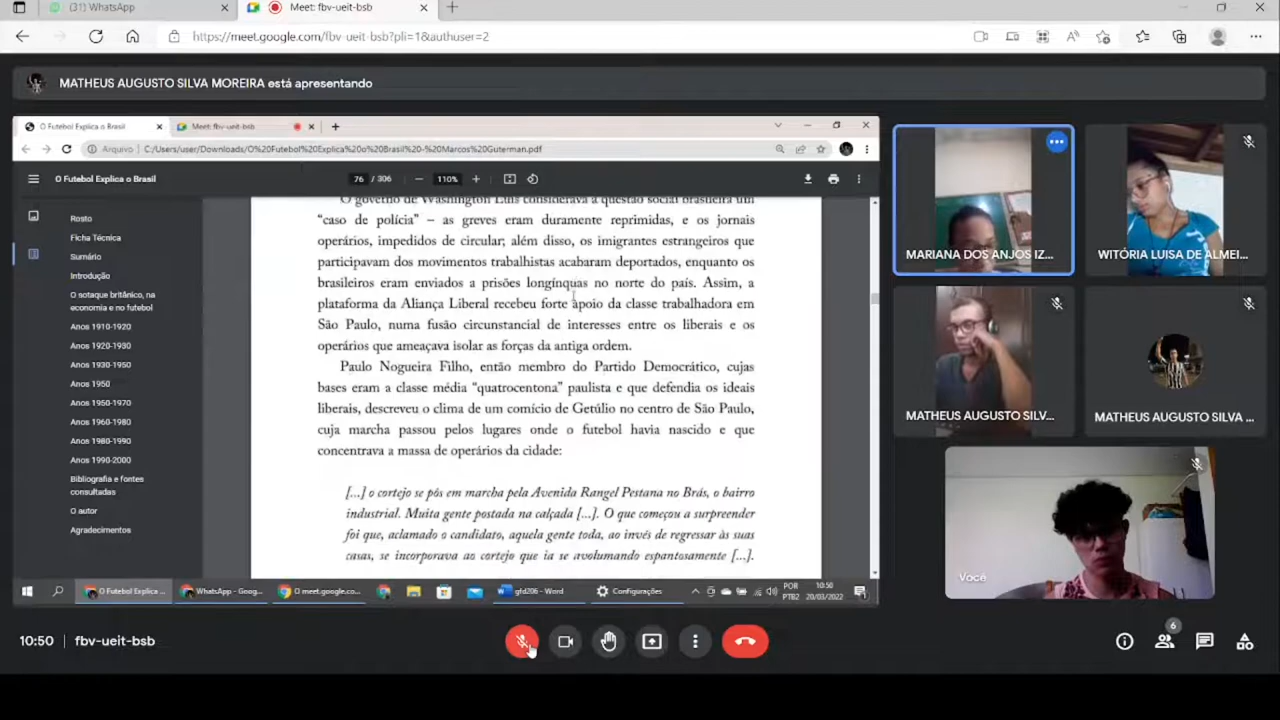 (31) WhatsApp
Meet: fbv-ueit-bsb
https://meet.google.com/fbv-ueit-bsb?pli=1&authuser=2
MATHEUS AUGUSTO SILVA MOREIRA está apresentando
O Futebol Explica o Brasil
Meet: fbv-ueit-bsb
Arquivo | C:/Users/user/Downloads/O%20Futebol%20Explica%20o%20Brasil%20-%20Marcos%20Guterman.pdf
O Futebol Explica o Brasil
76 / 306
110%
Rosto
Ficha Técnica
Sumário
Introdução
O sotaque britânico, na
economia e no futebol
Anos 1910-1920
Anos 1920-1930
Anos 1930-1950
Anos 1950
Anos 1950-1970
Anos 1960-1980
Anos 1980-1990
Anos 1990-2000
Bibliografia e fontes
consultadas
O autor
Agradecimentos
O governo de Washington Luís considerava a questão social brasileira um
“caso de polícia” – as greves eram duramente reprimidas, e os jornais
operários, impedidos de circular; além disso, os imigrantes estrangeiros que
participavam dos movimentos trabalhistas acabaram deportados, enquanto os
brasileiros eram enviados a prisões longínquas no norte do país. Assim, a
plataforma da Aliança Liberal recebeu forte apoio da classe trabalhadora em
São Paulo, numa fusão circunstancial de interesses entre os liberais e os
operários que ameaçava isolar as forças da antiga ordem.
Paulo Nogueira Filho, então membro do Partido Democrático, cujas
bases eram a classe média “quatrocentona” paulista e que defendia os ideais
liberais, descreveu o clima de um comício de Getúlio no centro de São Paulo,
cuja marcha passou pelos lugares onde o futebol havia nascido e que
concentrava a massa de operários da cidade:
[...] o cortejo se pôs em marcha pela Avenida Rangel Pestana no Brás, o bairro
industrial. Muita gente postada na calçada [...]. O que começou a surpreender
foi que, aclamado o candidato, aquela gente toda, ao invés de regressar às suas
casas, se incorporava ao cortejo que ia se avolumando espantosamente [...].
MARIANA DOS ANJOS IZ...
WITÓRIA LUISA DE ALMEI...
MATHEUS AUGUSTO SILV...
MATHEUS AUGUSTO SILVA ...
Você
O Futebol Explica ...
WhatsApp - Goog...
O meet.google.co...
gfd206 - Word
Configurações
POR
PTB2
10:50
20/03/2022
10:50 | fbv-ueit-bsb
6